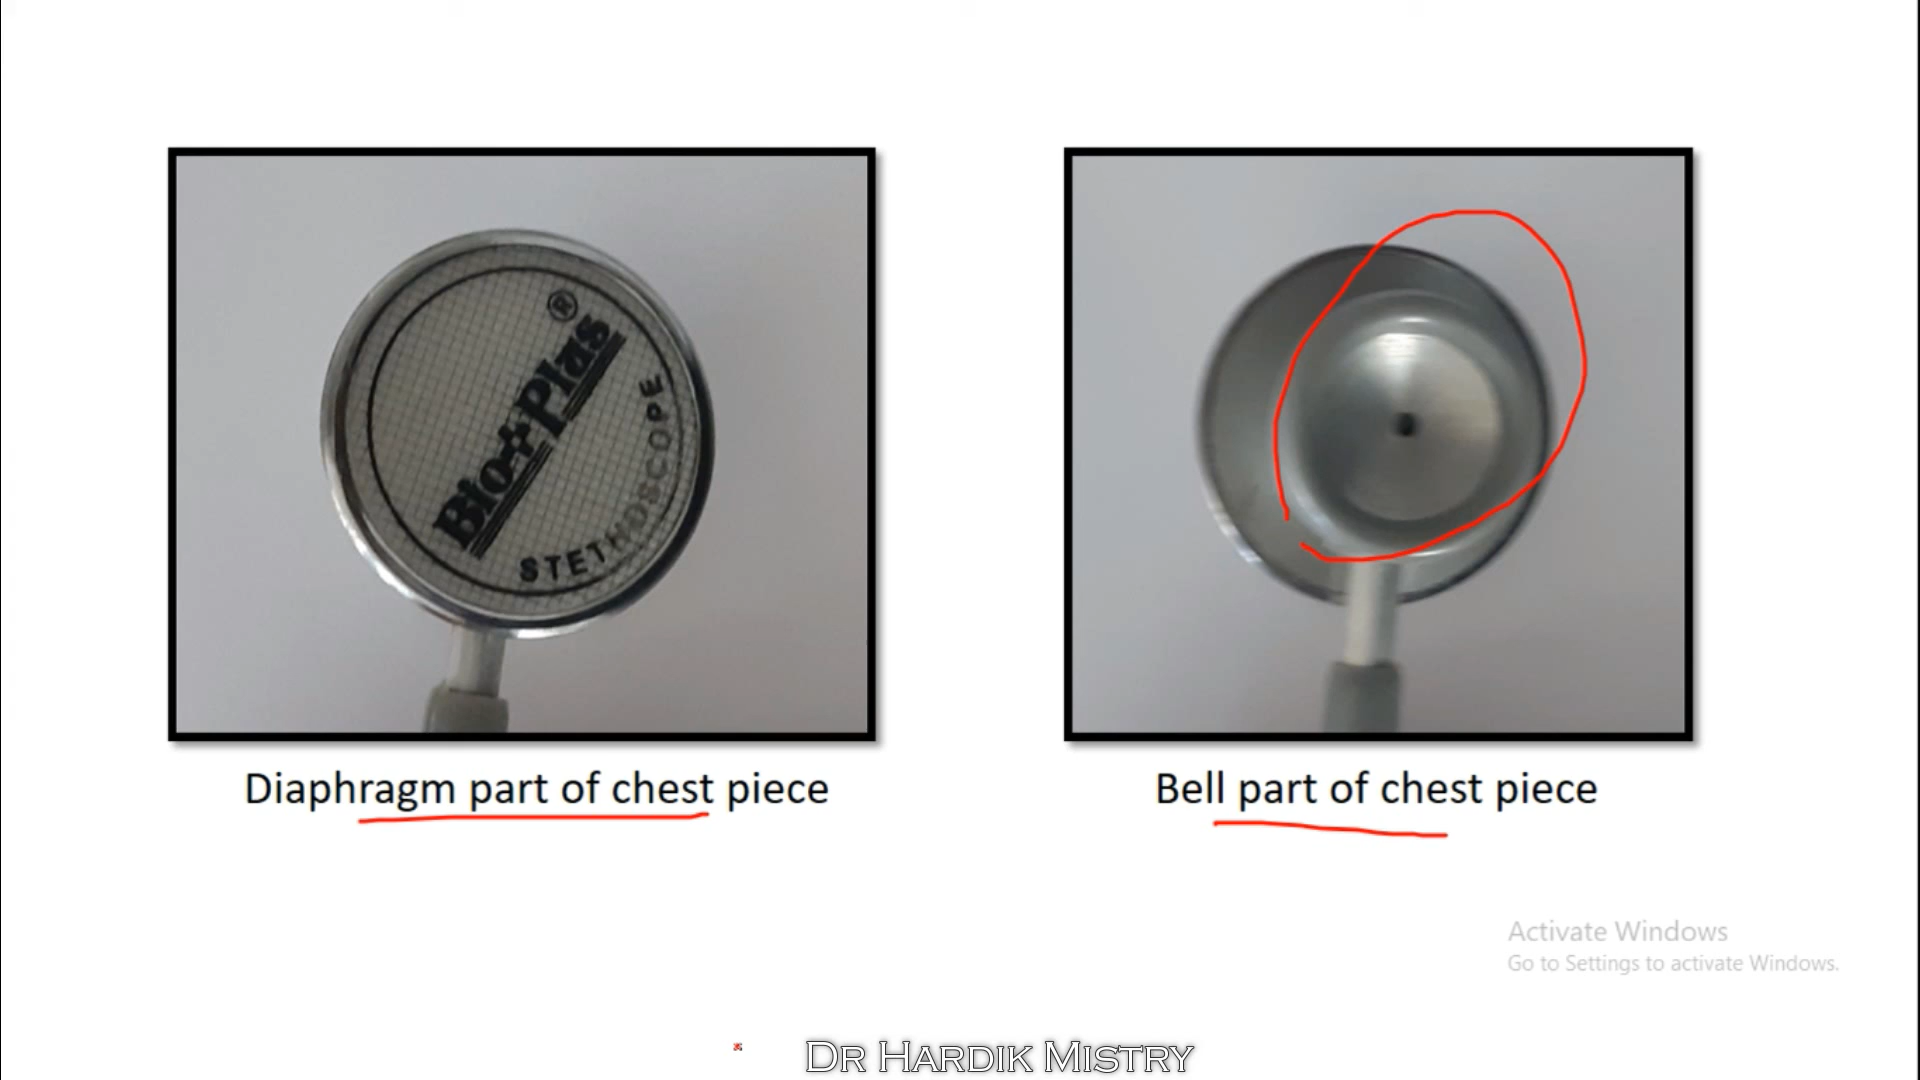 Bio+Plus®
STETHOSCOPE
Diaphragm part of chest piece
Bell part of chest piece
Activate Windows
Go to Settings to activate Windows.
DR HARDIK MISTRY